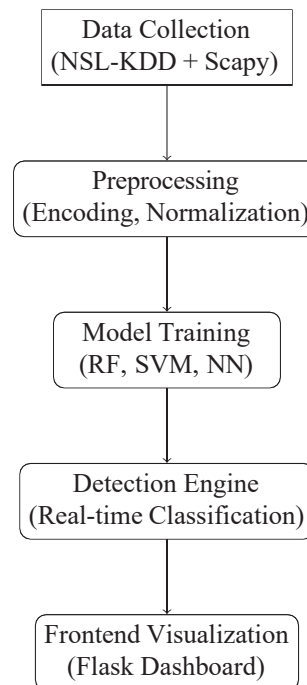 Data Collection
(NSL-KDD + Scapy)
Preprocessing
(Encoding, Normalization)
Model Training
(RF, SVM, NN)
Detection Engine
(Real-time Classification)
Frontend Visualization
(Flask Dashboard)